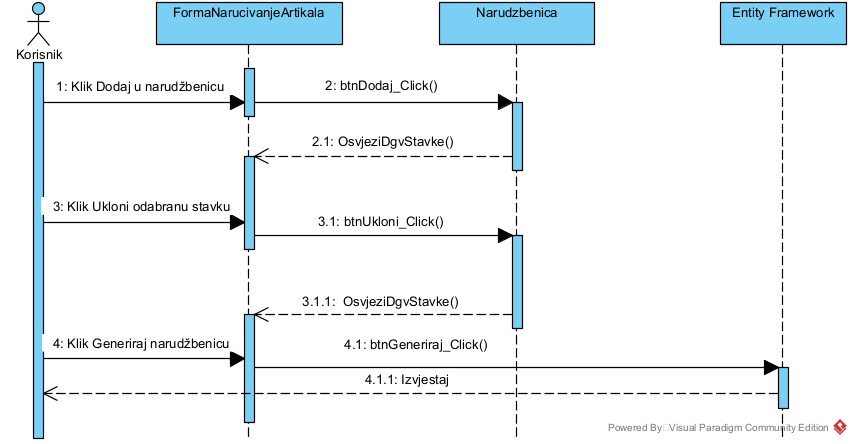 FormaNarucivanjeArtikala
Narudzbenica
Entity Framework
Korisnik
1: Klik Dodaj u narudžbenicu
2: btnDodaj_Click()
2.1: OsvjeziDgvStavke()
3: Klik Ukloni odabranu stavku
3.1: btnUkloni_Click()
3.1.1: OsvjeziDgvStavke()
4: Klik Generiraj narudžbenicu
4.1: btnGeneriraj_Click()
4.1.1: Izvjestaj
Powered By Visual Paradigm Community Edition